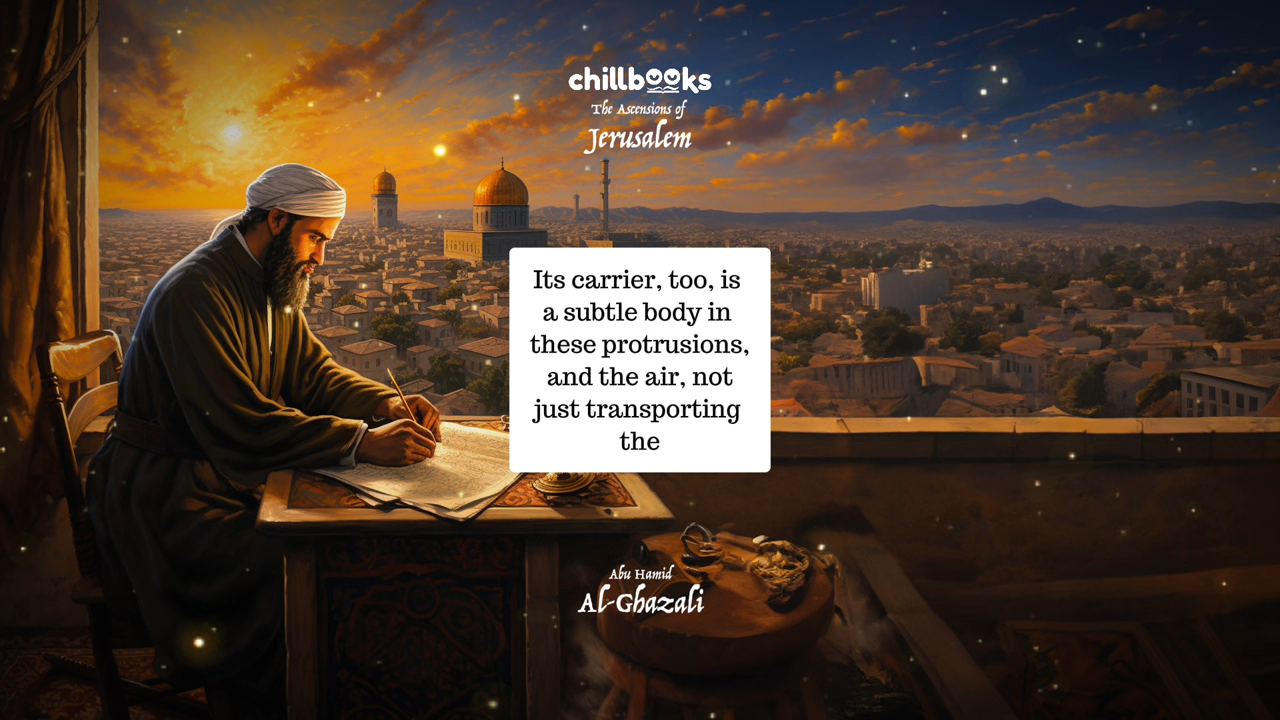 chillbooks
The Ascensions of
Jerusalem
Its carrier, too, is
a subtle body in
these protrusions,
and the air, not
just transporting
the
Abu Hamid
Al-Ghazali